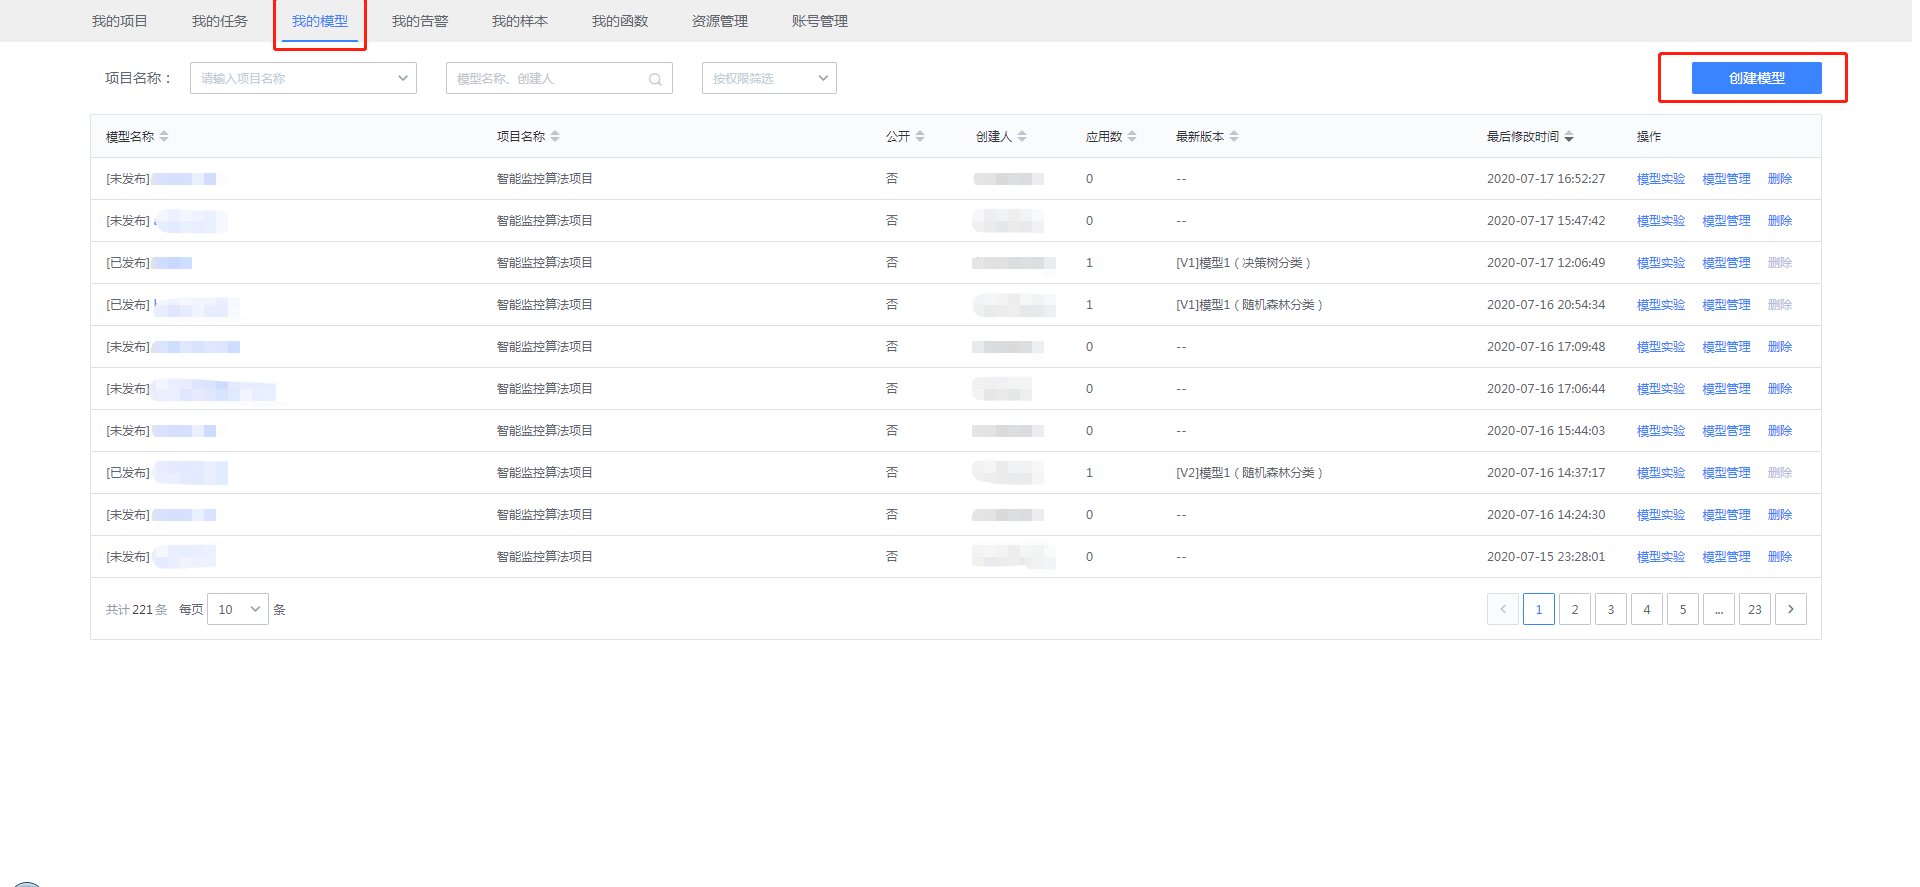 我的项目 我的任务 我的模型 我的告警 我的样本 我的函数 资源管理 账号管理
项目名称： 请输入项目名称 模型名称、创建人 按权限筛选 创建模型
模型名称 项目名称 公开 创建人 应用数 最新版本 最后修改时间 操作
[未发布] 智能监控算法项目 否 0 -- 2020-07-17 16:52:27 模型实验 模型管理 删除
[未发布] 智能监控算法项目 否 0 -- 2020-07-17 15:47:42 模型实验 模型管理 删除
[已发布] 智能监控算法项目 否 1 [V1]模型1（决策树分类） 2020-07-17 12:06:49 模型实验 模型管理 删除
[已发布] 智能监控算法项目 否 1 [V1]模型1（随机森林分类） 2020-07-16 20:54:34 模型实验 模型管理 删除
[未发布] 智能监控算法项目 否 0 -- 2020-07-16 17:09:48 模型实验 模型管理 删除
[未发布] 智能监控算法项目 否 0 -- 2020-07-16 17:06:44 模型实验 模型管理 删除
[未发布] 智能监控算法项目 否 0 -- 2020-07-16 15:44:03 模型实验 模型管理 删除
[已发布] 智能监控算法项目 否 1 [V2]模型1（随机森林分类） 2020-07-16 14:37:17 模型实验 模型管理 删除
[未发布] 智能监控算法项目 否 0 -- 2020-07-16 14:24:30 模型实验 模型管理 删除
[未发布] 智能监控算法项目 否 0 -- 2020-07-15 23:28:01 模型实验 模型管理 删除
共计 221 条 每页 10 条 1 2 3 4 5 ... 23